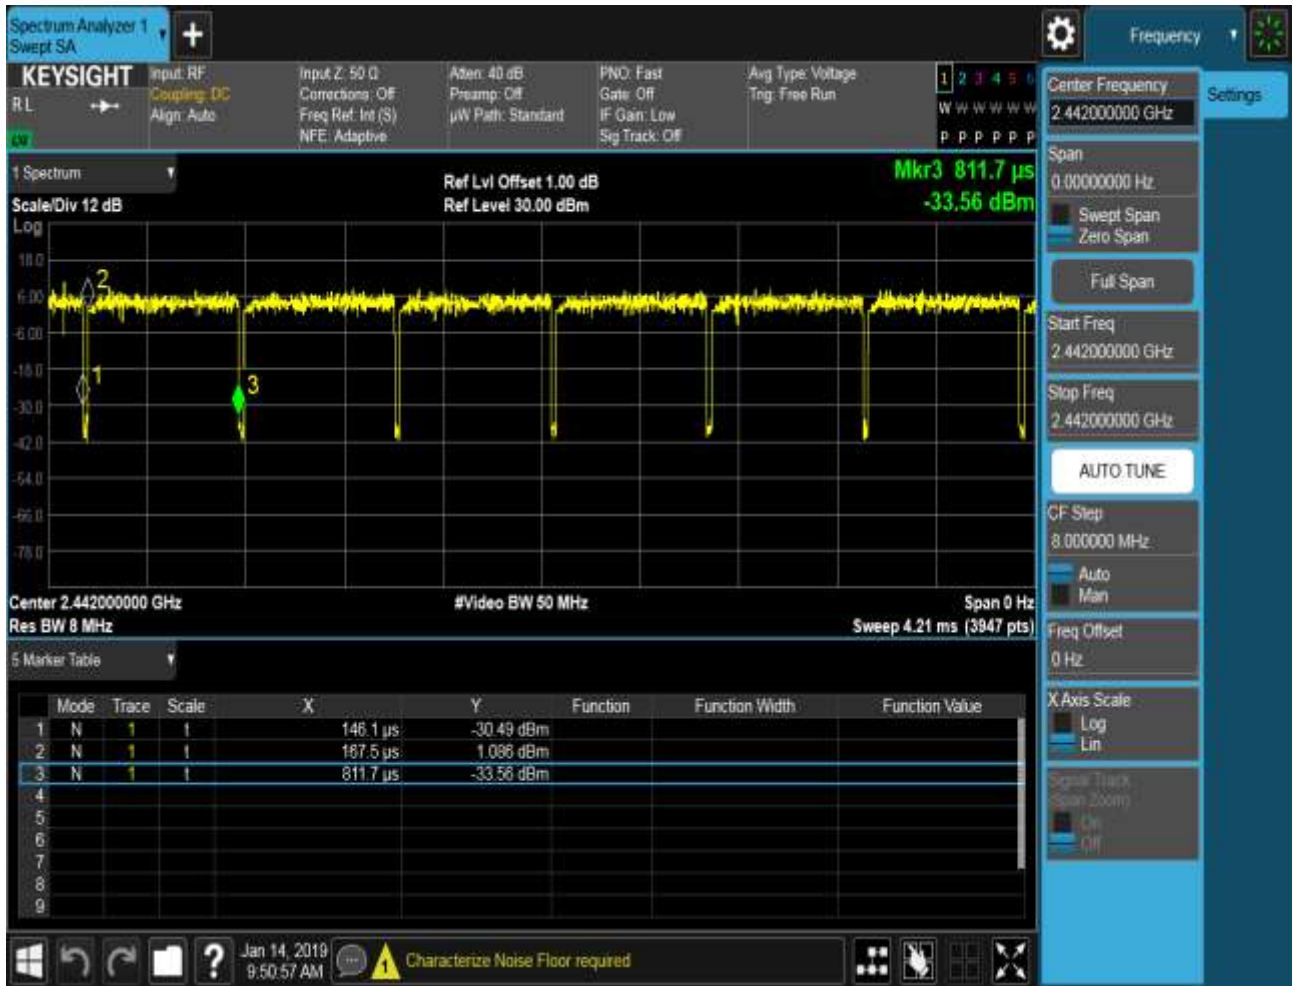 Spectrum Analyzer 1
Swept SA
Frequency
KEYSIGHT
R L
Input: RF
Coupling: DC
Align: Auto
Input Z: 50 Ω
Corrections: Off
Freq Ref: Int (S)
NFE: Adaptive
Atten: 40 dB
Preamp: Off
µW Path: Standard
PNO: Fast
Gate: Off
IF Gain: Low
Sig Track: Off
Avg Type: Voltage
Trig: Free Run
1 2 3 4 5 6
W W W W W W
P P P P P P
1 Spectrum
Scale/Div 12 dB
Ref Lvl Offset 1.00 dB
Ref Level 30.00 dBm
Mkr3 811.7 µs
-33.56 dBm
Log
18.0
6.00
-6.00
-18.0
-30.0
-42.0
-54.0
-66.0
-78.0
2
1
3
Center 2.442000000 GHz
#Video BW 50 MHz
Span 0 Hz
Res BW 8 MHz
Sweep 4.21 ms (3947 pts)
5 Marker Table
Mode Trace Scale X Y Function Function Width Function Value
1 N 1 t 146.1 µs -30.49 dBm
2 N 1 t 167.5 µs 1.086 dBm
3 N 1 t 811.7 µs -33.56 dBm
4
5
6
7
8
9
Center Frequency
2.442000000 GHz
Settings
Span
0.00000000 Hz
Swept Span
Zero Span
Full Span
Start Freq
2.442000000 GHz
Stop Freq
2.442000000 GHz
AUTO TUNE
CF Step
8.000000 MHz
Auto
Man
Freq Offset
0 Hz
X Axis Scale
Log
Lin
Signal Track
(Span Zoom)
On
Off
?
Jan 14, 2019
9:50:57 AM
1
Characterize Noise Floor required